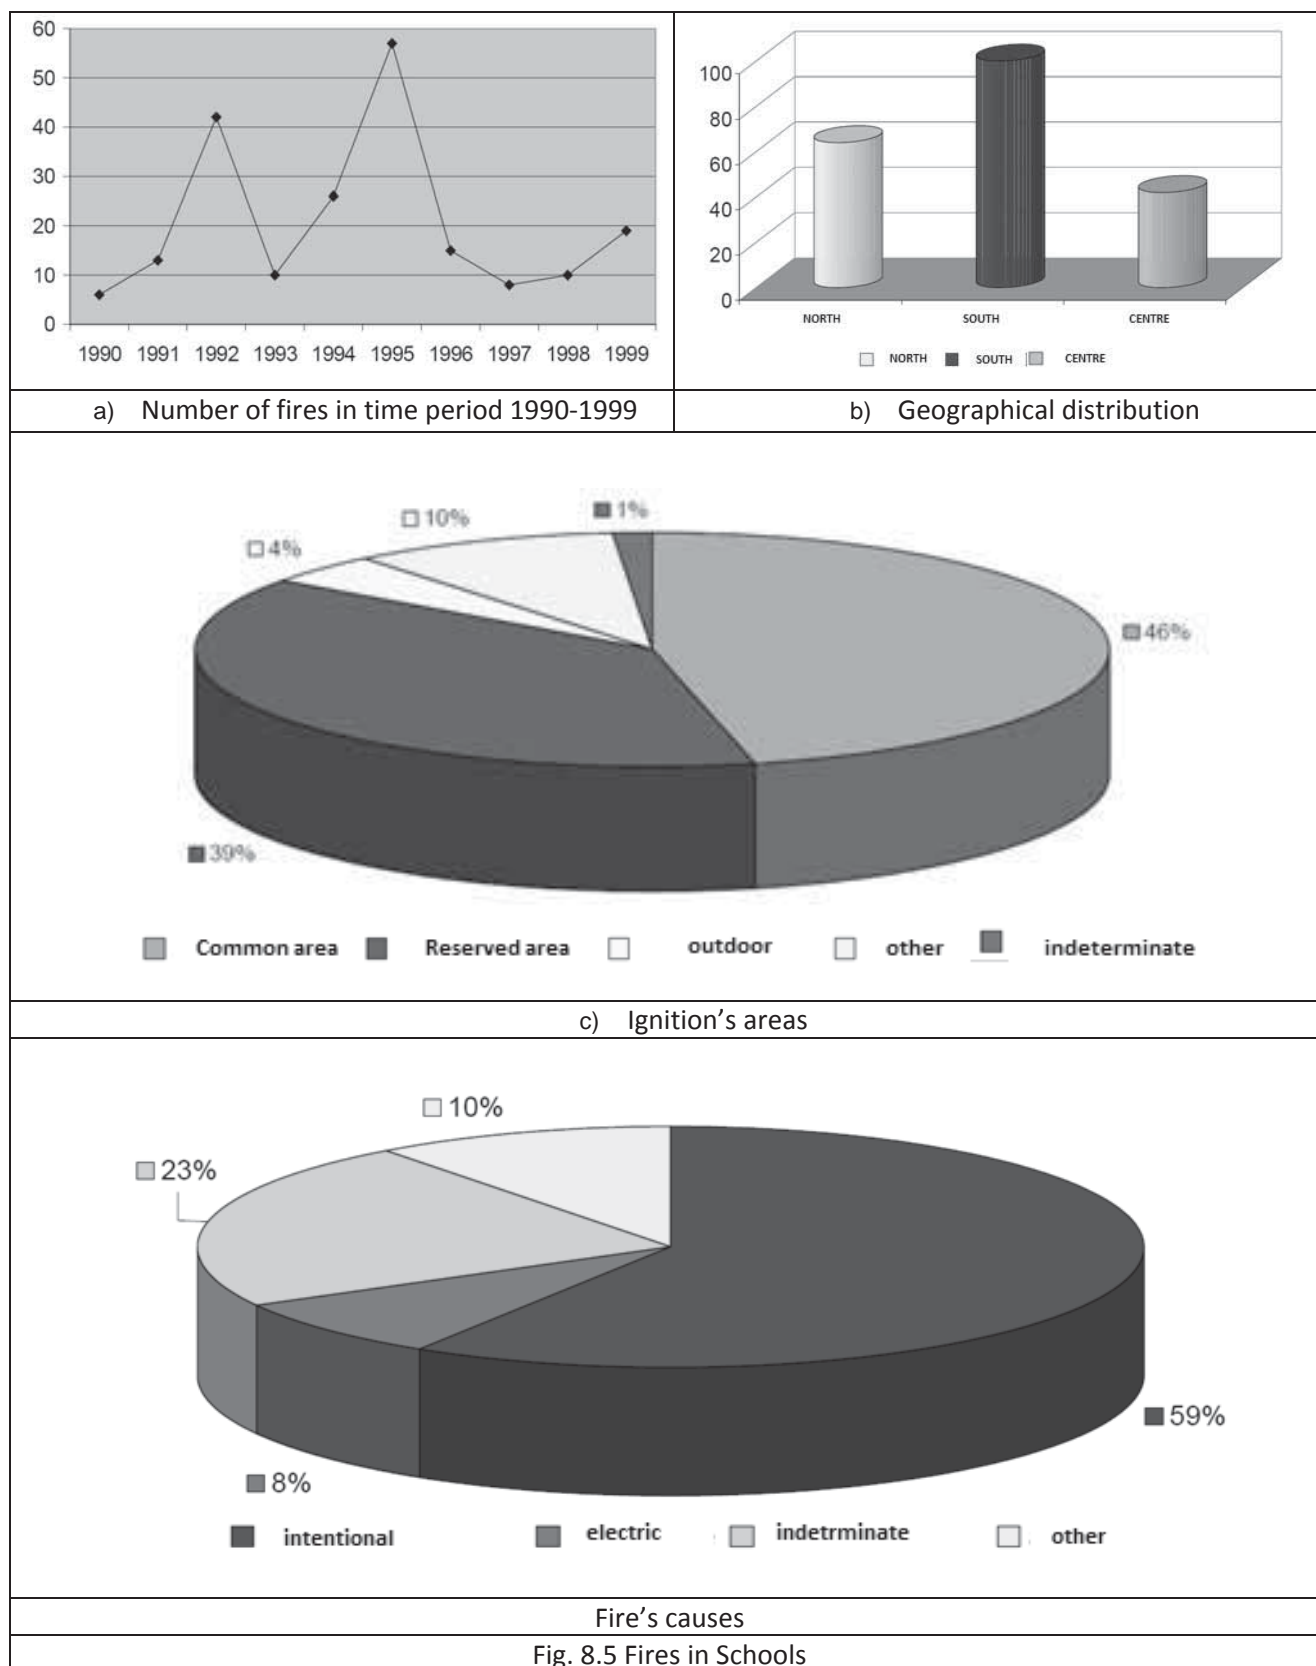 60
50
40
30
20
10
0
1990 1991 1992 1993 1994 1995 1996 1997 1998 1999
100
80
60
40
20
0
NORTH SOUTH CENTRE
NORTH SOUTH CENTRE
a) Number of fires in time period 1990-1999
b) Geographical distribution
1%
10%
4%
46%
39%
Common area Reserved area outdoor other indeterminate
c) Ignition’s areas
10%
23%
59%
8%
intentional electric indetrminate other
Fire’s causes
Fig. 8.5 Fires in Schools